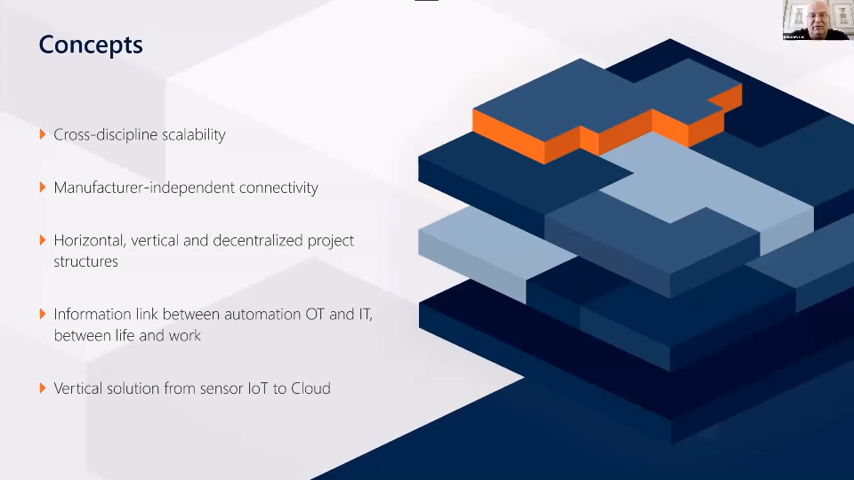 Concepts
Cross-discipline scalability
Manufacturer-independent connectivity
Horizontal, vertical and decentralized project
structures
Information link between automation OT and IT,
between life and work
Vertical solution from sensor IoT to Cloud